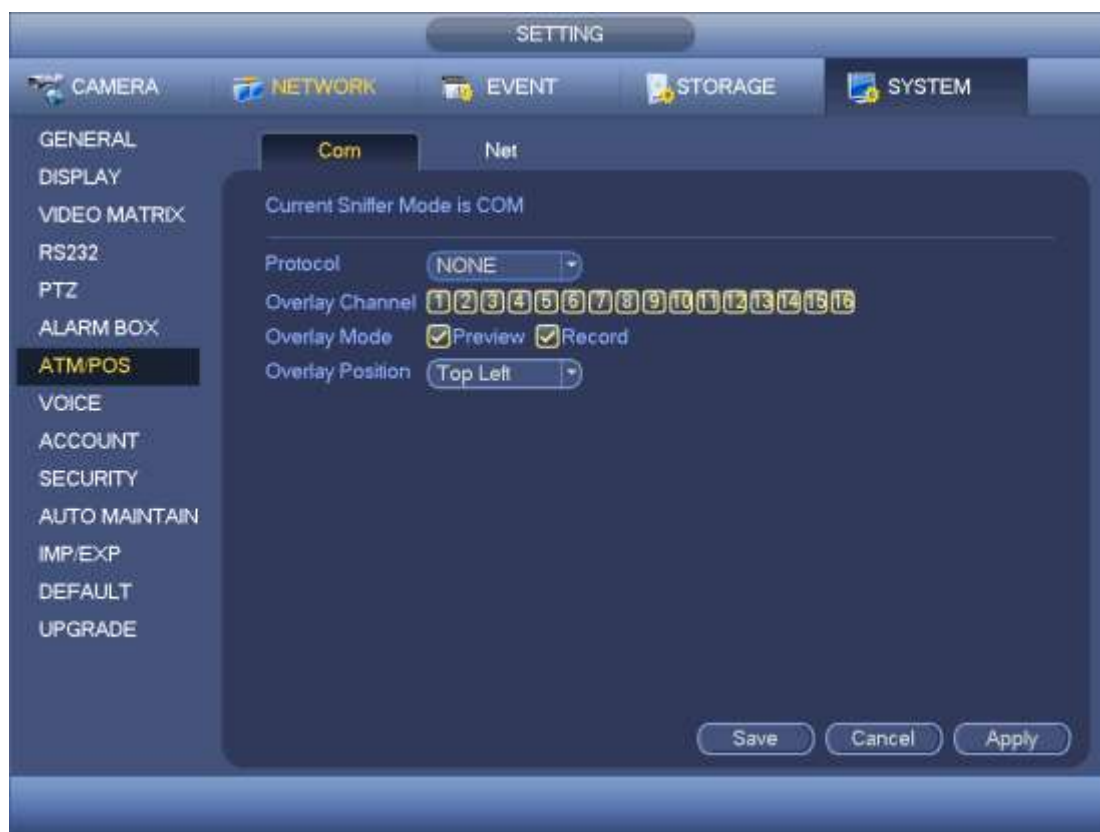 SETTING
CAMERA NETWORK EVENT STORAGE SYSTEM
GENERAL
DISPLAY
VIDEO MATRIX
RS232
PTZ
ALARM BOX
ATM/POS
VOICE
ACCOUNT
SECURITY
AUTO MAINTAIN
IMP/EXP
DEFAULT
UPGRADE
Com Net
Current Sniffer Mode is COM
Protocol NONE
Overlay Channel 1 2 3 4 5 6 7 8 9 10 11 12 13 14 15 16
Overlay Mode Preview Record
Overlay Position Top Left
Save Cancel Apply